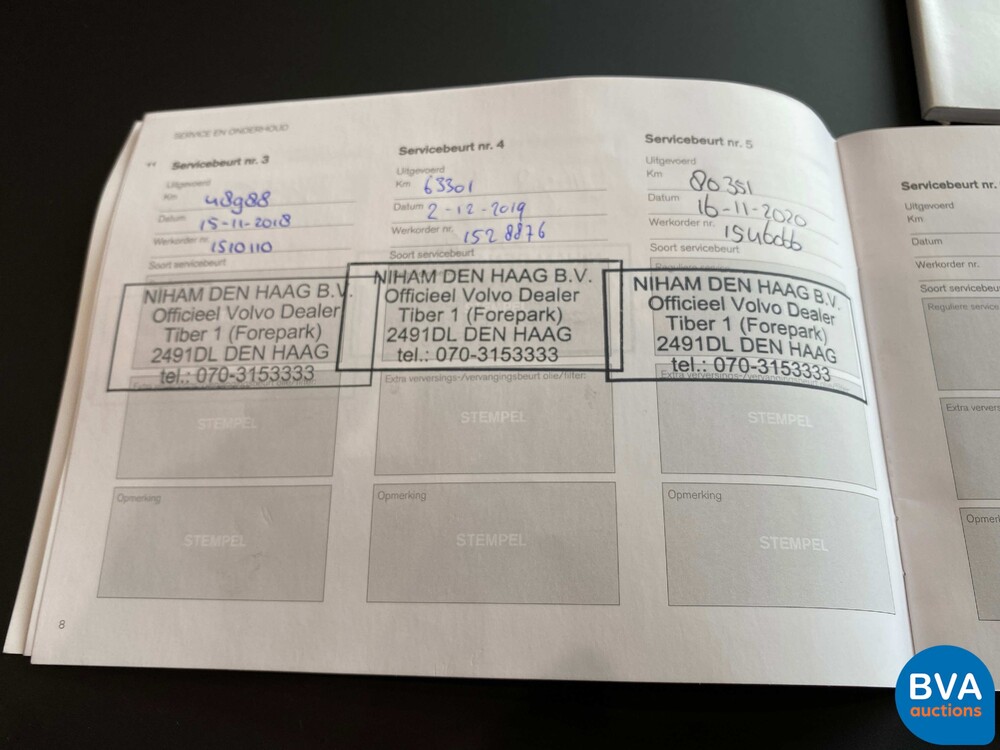 SERVICE EN ONDERHOUD
Servicebeurt nr. 3
Uitgevoerd
Km 48988
Datum 15-11-2018
Werkorder nr. 1510110
Soort servicebeurt
NIHAM DEN HAAG B.V.
Officieel Volvo Dealer
Tiber 1 (Forepark)
2491DL DEN HAAG
tel.: 070-3153333
STEMPEL
Opmerking
STEMPEL
Servicebeurt nr. 4
Uitgevoerd
Km 63301
Datum 2-12-2019
Werkorder nr. 1528876
Soort servicebeurt
NIHAM DEN HAAG B.V.
Officieel Volvo Dealer
Tiber 1 (Forepark)
2491DL DEN HAAG
tel.: 070-3153333
Extra verversings-/vervangingsbeurt olie/filter:
STEMPEL
Opmerking
STEMPEL
Servicebeurt nr. 5
Uitgevoerd
Km 80351
Datum 16-11-2020
Werkorder nr.
Soort servicebeurt
NIHAM DEN HAAG B.V.
Officieel Volvo Dealer
Tiber 1 (Forepark)
2491DL DEN HAAG
tel.: 070-3153333
STEMPEL
Opmerking
STEMPEL
8
Servicebeurt nr.
Uitgevoerd
Km
Datum
Werkorder nr.
Soort
Reguliere
Extra
BVA
auctions